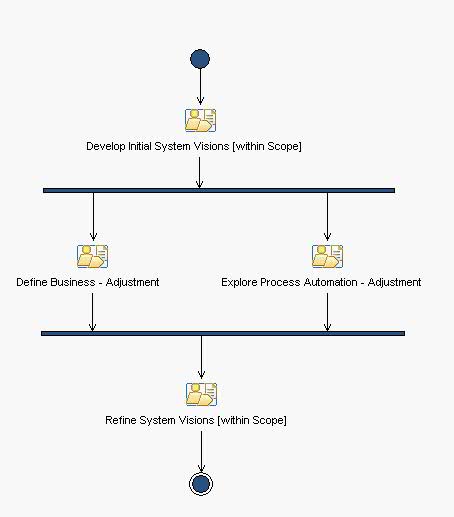 Develop Initial System Visions [within Scope]
Define Business - Adjustment
Explore Process Automation - Adjustment
Refine System Visions [within Scope]